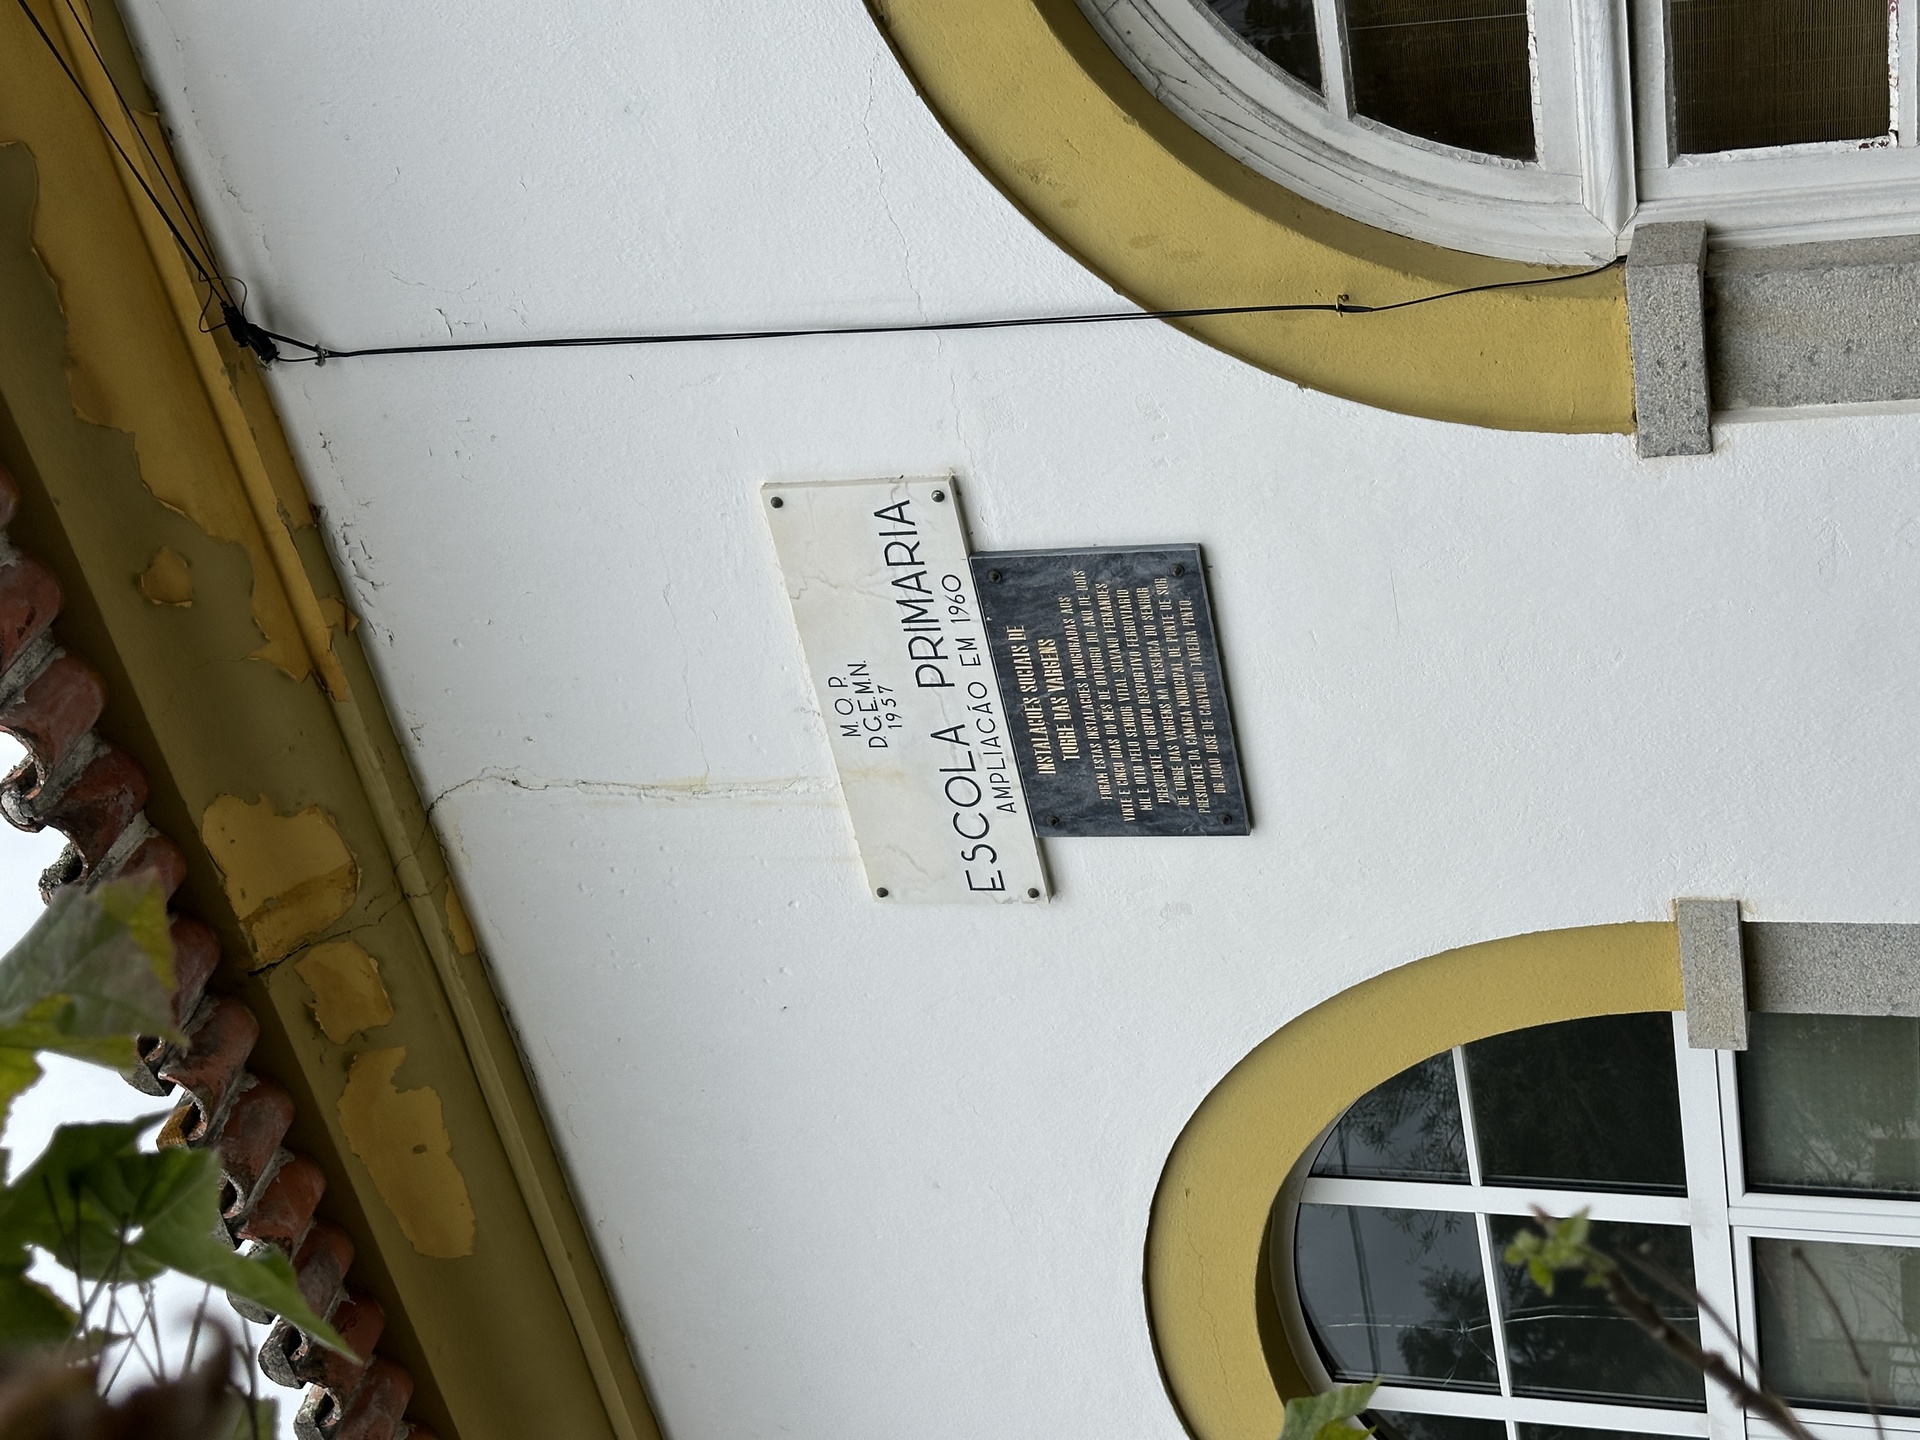 M. O. P.
D.G.E.M.N.
1957
ESCOLA PRIMARIA
AMPLIACÃO EM 1960
INSTALAÇÕES SOCIAIS DE
TORRE DAS VARGENS
FORAM ESTAS INSTALAÇÕES INAUGURADAS AOS
VINTE E CINCO DIAS DO MÊS DE OUTUBRO DO ANO DE DOIS
MIL E OITO PELO SENHOR VITAL SILVANO FERNANDES
PRESIDENTE DO GRUPO DESPORTIVO FERROVIÁRIO
DE TORRE DAS VARGENS NA PRESENÇA DO SENHOR
PRESIDENTE DA CÂMARA MUNICIPAL DE PONTE DE SOR
DR JOÃO JOSÉ DE CARVALHO TAVEIRA PINTO.